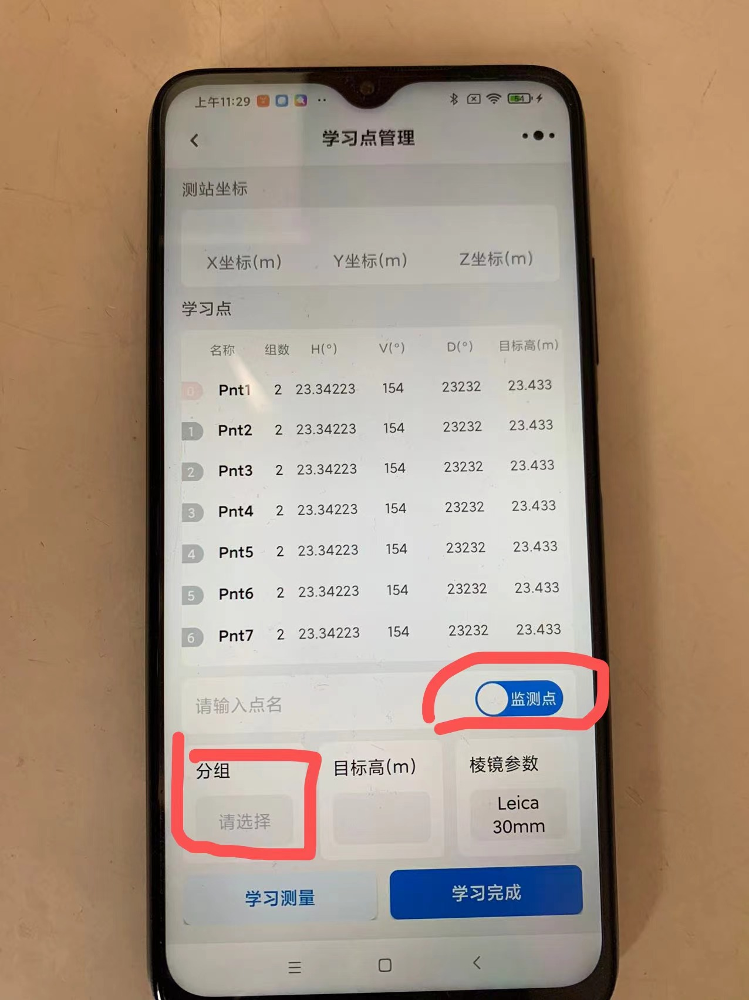 上午11:29
54
学习点管理
测站坐标
X坐标(m) Y坐标(m) Z坐标(m)
学习点
名称 组数 H(°) V(°) D(°) 目标高(m)
0 Pnt1 2 23.34223 154 23232 23.433
1 Pnt2 2 23.34223 154 23232 23.433
2 Pnt3 2 23.34223 154 23232 23.433
3 Pnt4 2 23.34223 154 23232 23.433
4 Pnt5 2 23.34223 154 23232 23.433
5 Pnt6 2 23.34223 154 23232 23.433
6 Pnt7 2 23.34223 154 23232 23.433
请输入点名 监测点
分组 目标高(m) 棱镜参数
请选择 Leica
30mm
学习测量 学习完成